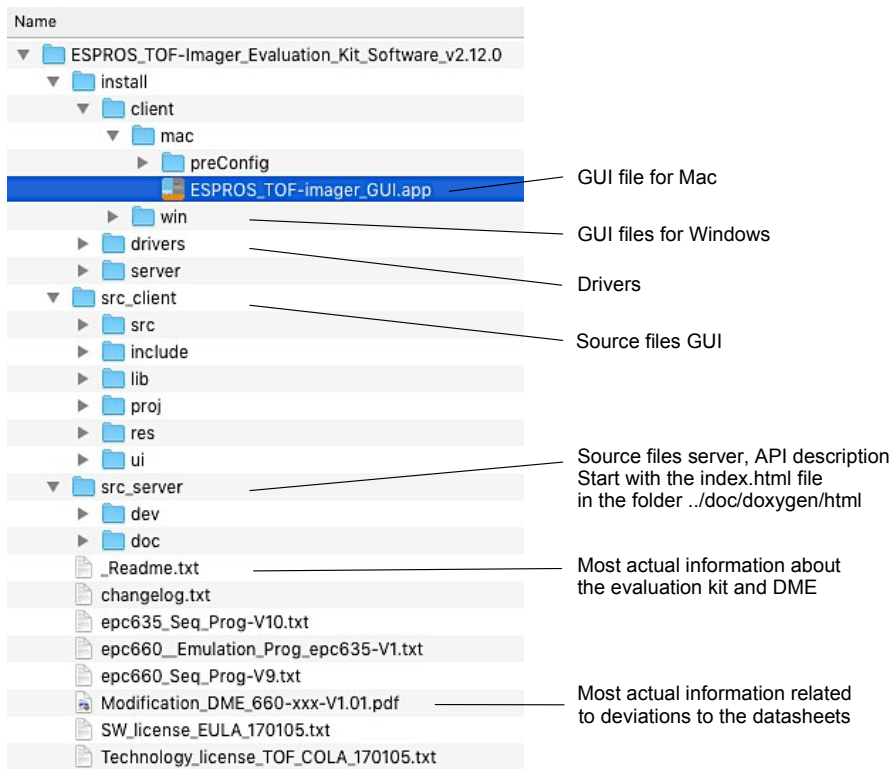 Name
ESPROS_TOF-Imager_Evaluation_Kit_Software_v2.12.0
install
client
mac
preConfig
ESPROS_TOF-imager_GUI.app
GUI file for Mac
win
GUI files for Windows
drivers
Drivers
server
src_client
Source files GUI
src
include
lib
proj
res
ui
src_server
Source files server, API description
Start with the index.html file
in the folder ../doc/doxygen/html
dev
doc
_Readme.txt
Most actual information about
the evaluation kit and DME
changelog.txt
epc635_Seq_Prog-V10.txt
epc660__Emulation_Prog_epc635-V1.txt
epc660_Seq_Prog-V9.txt
Modification_DME_660-xxx-V1.01.pdf
Most actual information related
to deviations to the datasheets
SW_license_EULA_170105.txt
Technology_license_TOF_COLA_170105.txt